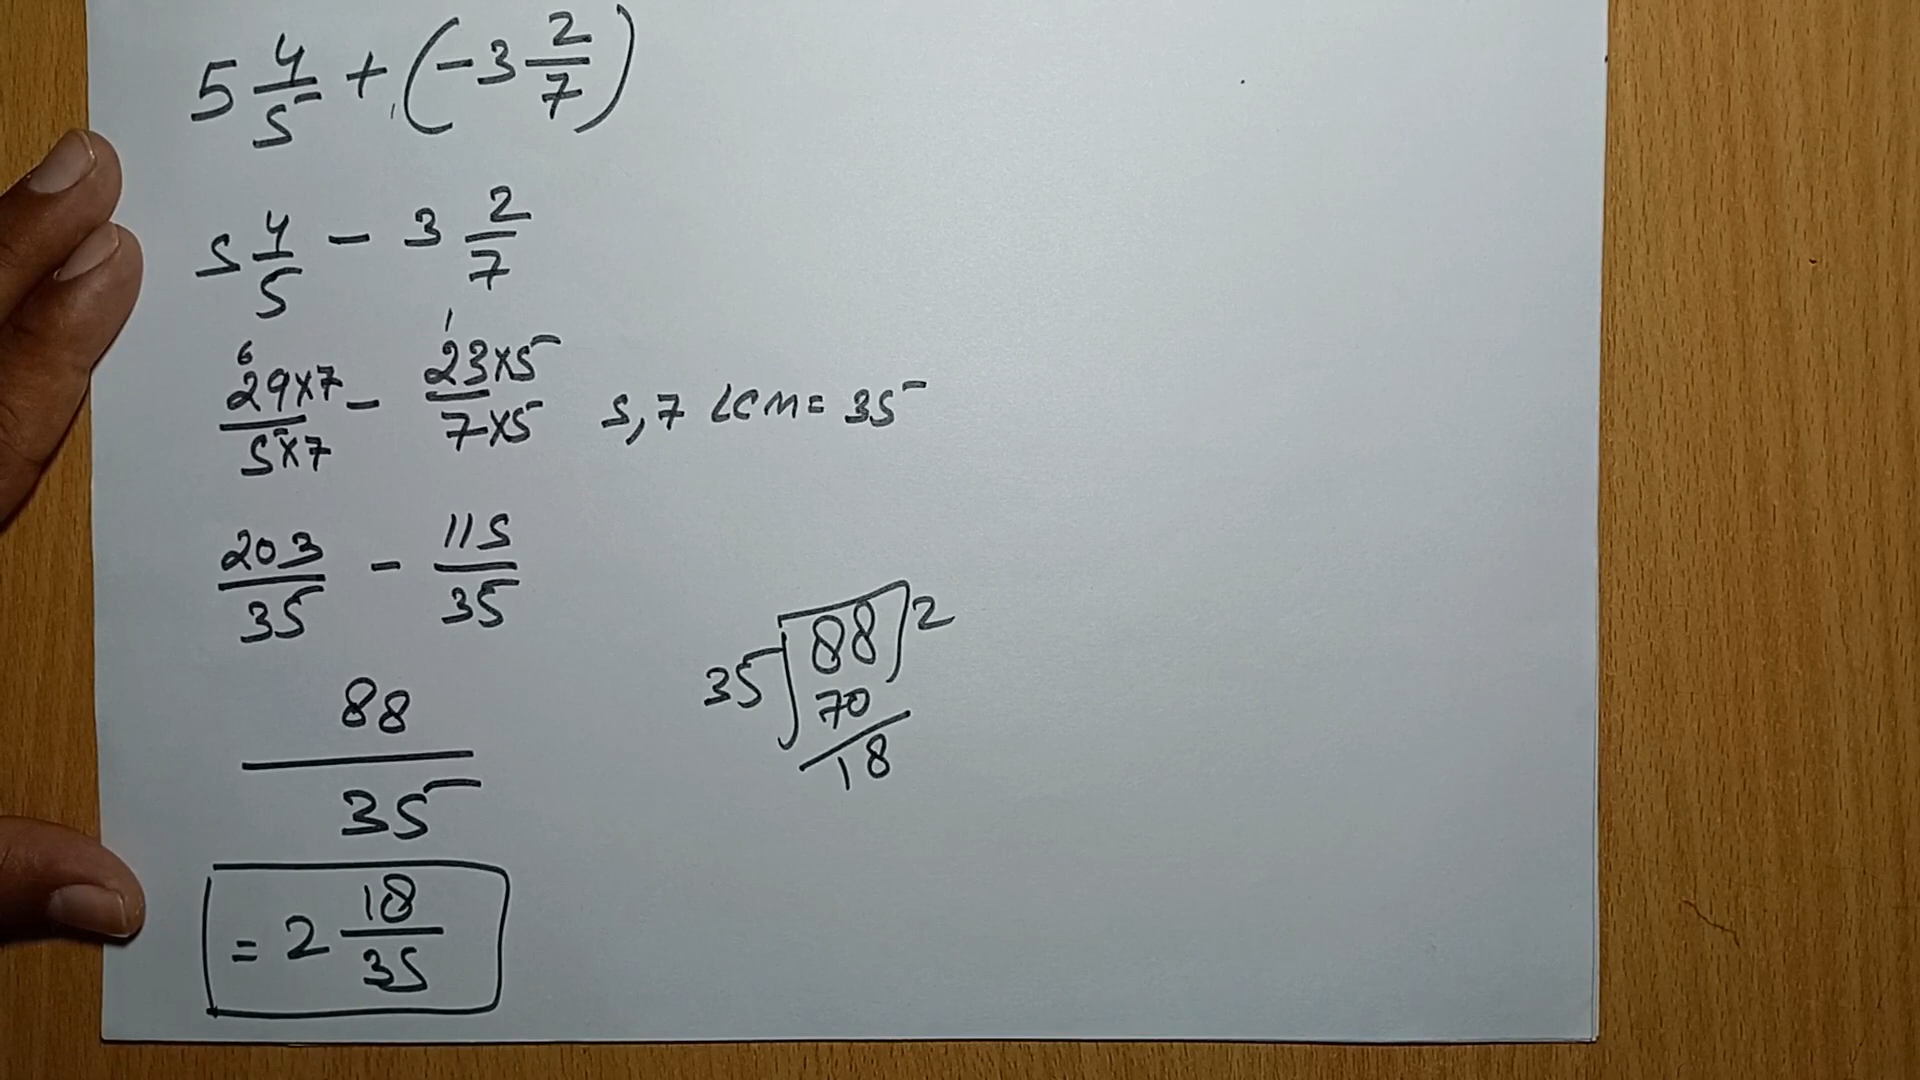 5 4/5 + (-3 2/7)
5 4/5 - 3 2/7
6 1
29×7/5×7 - 23×5/7×5 5,7 LCM = 35
203/35 - 115/35
88/35
35 88 2
70
18
= 2 18/35